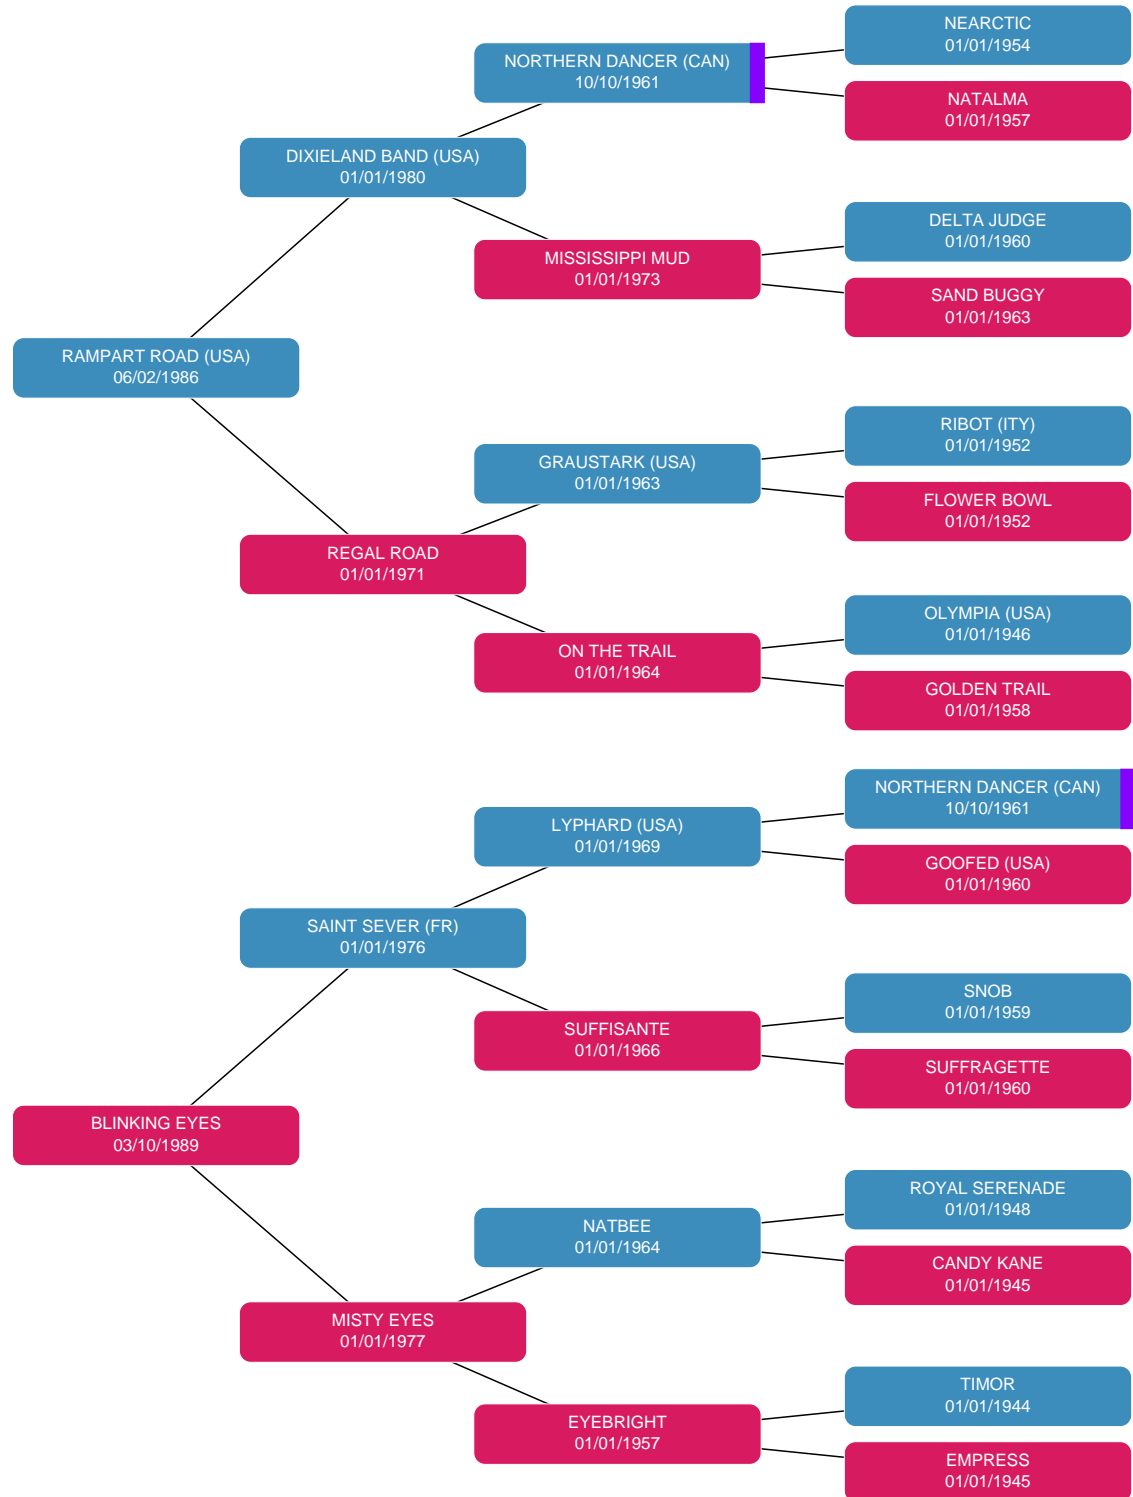 NEARCTIC
01/01/1954
NORTHERN DANCER (CAN)
10/10/1961
NATALMA
01/01/1957
DIXIELAND BAND (USA)
01/01/1980
DELTA JUDGE
01/01/1960
MISSISSIPPI MUD
01/01/1973
SAND BUGGY
01/01/1963
RAMPART ROAD (USA)
06/02/1986
RIBOT (ITY)
01/01/1952
GRAUSTARK (USA)
01/01/1963
FLOWER BOWL
01/01/1952
REGAL ROAD
01/01/1971
OLYMPIA (USA)
01/01/1946
ON THE TRAIL
01/01/1964
GOLDEN TRAIL
01/01/1958
NORTHERN DANCER (CAN)
10/10/1961
LYPHARD (USA)
01/01/1969
GOOFED (USA)
01/01/1960
SAINT SEVER (FR)
01/01/1976
SNOB
01/01/1959
SUFFISANTE
01/01/1966
SUFFRAGETTE
01/01/1960
BLINKING EYES
03/10/1989
ROYAL SERENADE
01/01/1948
NATBEE
01/01/1964
CANDY KANE
01/01/1945
MISTY EYES
01/01/1977
TIMOR
01/01/1944
EYEBRIGHT
01/01/1957
EMPRESS
01/01/1945